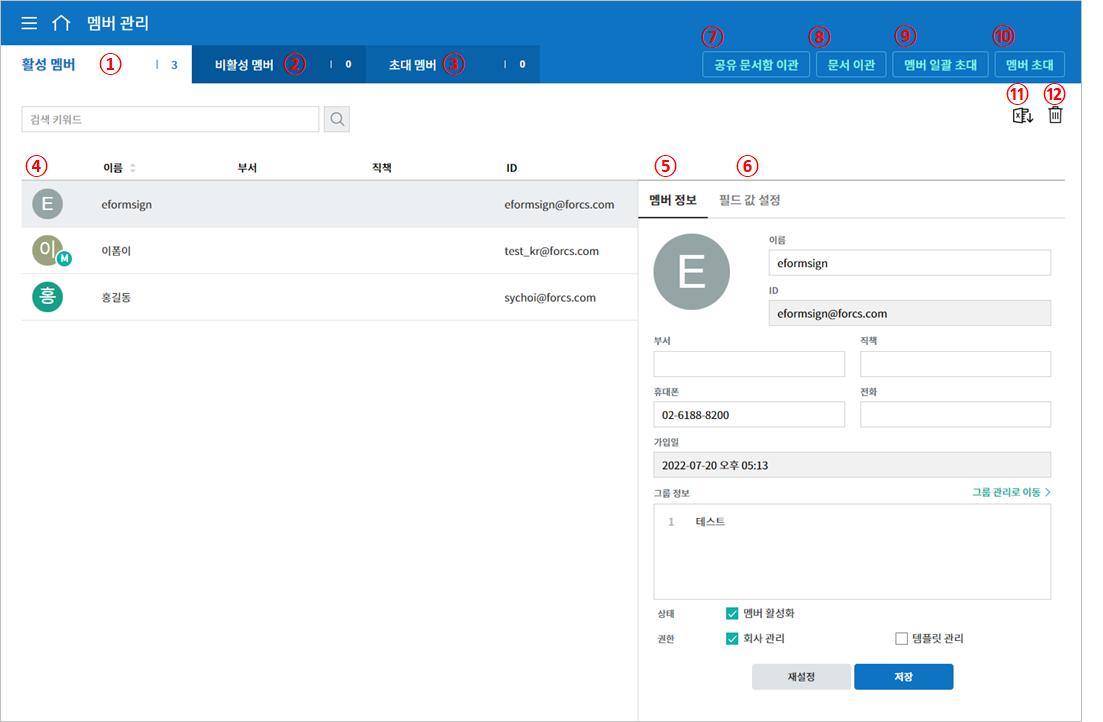 멤버 관리
활성 멤버 ① | 3
비활성 멤버 ② | 0
초대 멤버 ③ | 0
⑦ ⑧ ⑨ ⑩
공유 문서함 이관 문서 이관 멤버 일괄 초대 멤버 초대
⑪ ⑫
검색 키워드
④ 이름 부서 직책 ID
E eformsign eformsign@forcs.com
이 M 이폼이 test_kr@forcs.com
홍 홍길동 sychoi@forcs.com
⑤ ⑥
멤버 정보 필드 값 설정
E
이름
eformsign
ID
eformsign@forcs.com
부서 직책
휴대폰 전화
02-6188-8200
가입일
2022-07-20 오후 05:13
그룹 정보 그룹 관리로 이동 >
1 테스트
상태 멤버 활성화
권한 회사 관리 템플릿 관리
재설정 저장